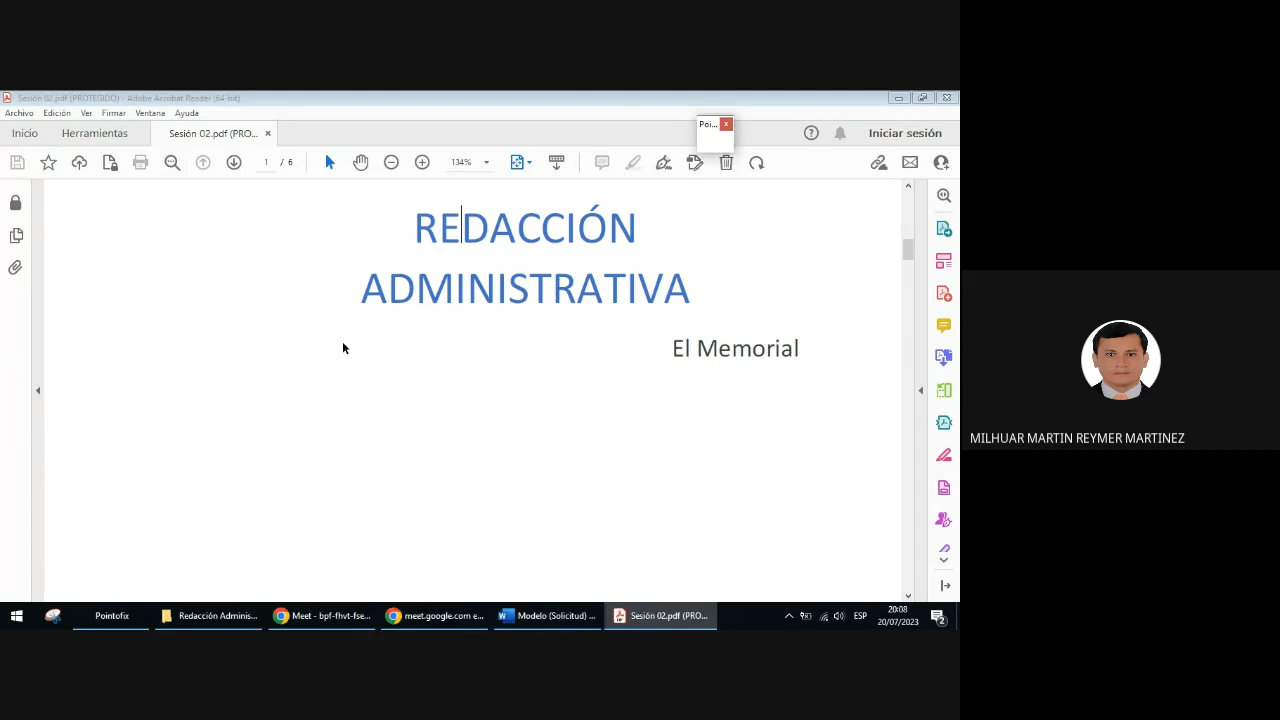 Sesión 02.pdf (PROTEGIDO) - Adobe Acrobat Reader (64-bit)
Archivo Edición Ver Firmar Ventana Ayuda
Inicio Herramientas Sesión 02.pdf (PRO... × Poi... x ? Iniciar sesión
1 / 6 134%
REDACCIÓN
ADMINISTRATIVA
El Memorial
MILHUAR MARTIN REYMER MARTINEZ
Pointofix Redacción Adminis... Meet - bpf-fhvt-fse... meet.google.com e... Modelo (Solicitud) ... Sesión 02.pdf (PRO... ESP 20:08
20/07/2023 2